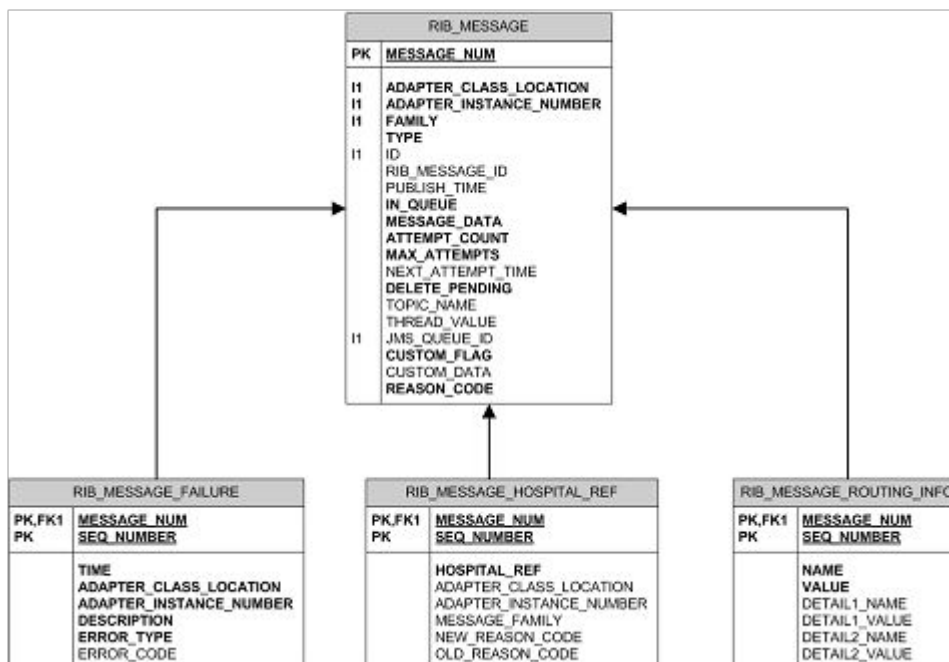 RIB_MESSAGE
PK MESSAGE_NUM
I1 ADAPTER_CLASS_LOCATION
I1 ADAPTER_INSTANCE_NUMBER
I1 FAMILY
TYPE
I1 ID
RIB_MESSAGE_ID
PUBLISH_TIME
IN_QUEUE
MESSAGE_DATA
ATTEMPT_COUNT
MAX_ATTEMPTS
NEXT_ATTEMPT_TIME
DELETE_PENDING
TOPIC_NAME
THREAD_VALUE
I1 JMS_QUEUE_ID
CUSTOM_FLAG
CUSTOM_DATA
REASON_CODE
RIB_MESSAGE_FAILURE
PK,FK1 MESSAGE_NUM
PK SEQ_NUMBER
TIME
ADAPTER_CLASS_LOCATION
ADAPTER_INSTANCE_NUMBER
DESCRIPTION
ERROR_TYPE
ERROR_CODE
RIB_MESSAGE_HOSPITAL_REF
PK,FK1 MESSAGE_NUM
PK SEQ_NUMBER
HOSPITAL_REF
ADAPTER_CLASS_LOCATION
ADAPTER_INSTANCE_NUMBER
MESSAGE_FAMILY
NEW_REASON_CODE
OLD_REASON_CODE
RIB_MESSAGE_ROUTING_INFO
PK,FK1 MESSAGE_NUM
PK SEQ_NUMBER
NAME
VALUE
DETAIL1_NAME
DETAIL1_VALUE
DETAIL2_NAME
DETAIL2_VALUE